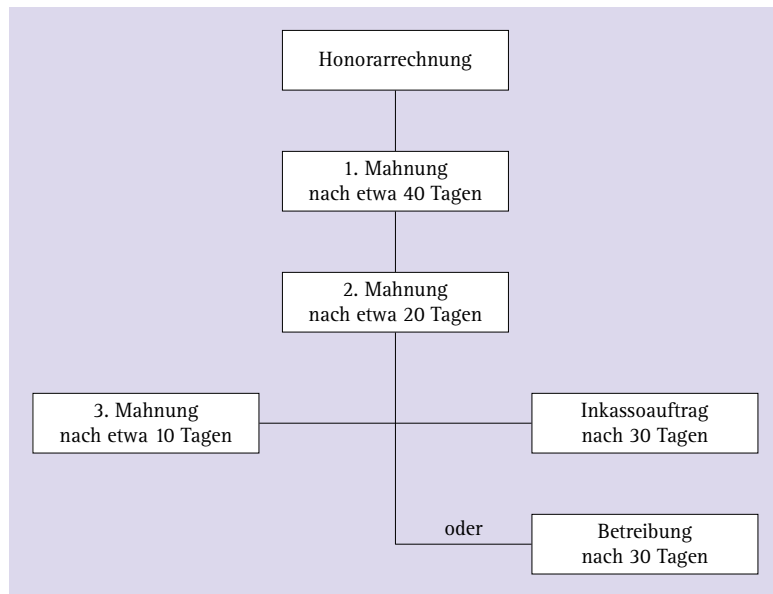 Honorarrechnung
1. Mahnung
nach etwa 40 Tagen
2. Mahnung
nach etwa 20 Tagen
3. Mahnung
nach etwa 10 Tagen
Inkassoauftrag
nach 30 Tagen
oder
Betreibung
nach 30 Tagen